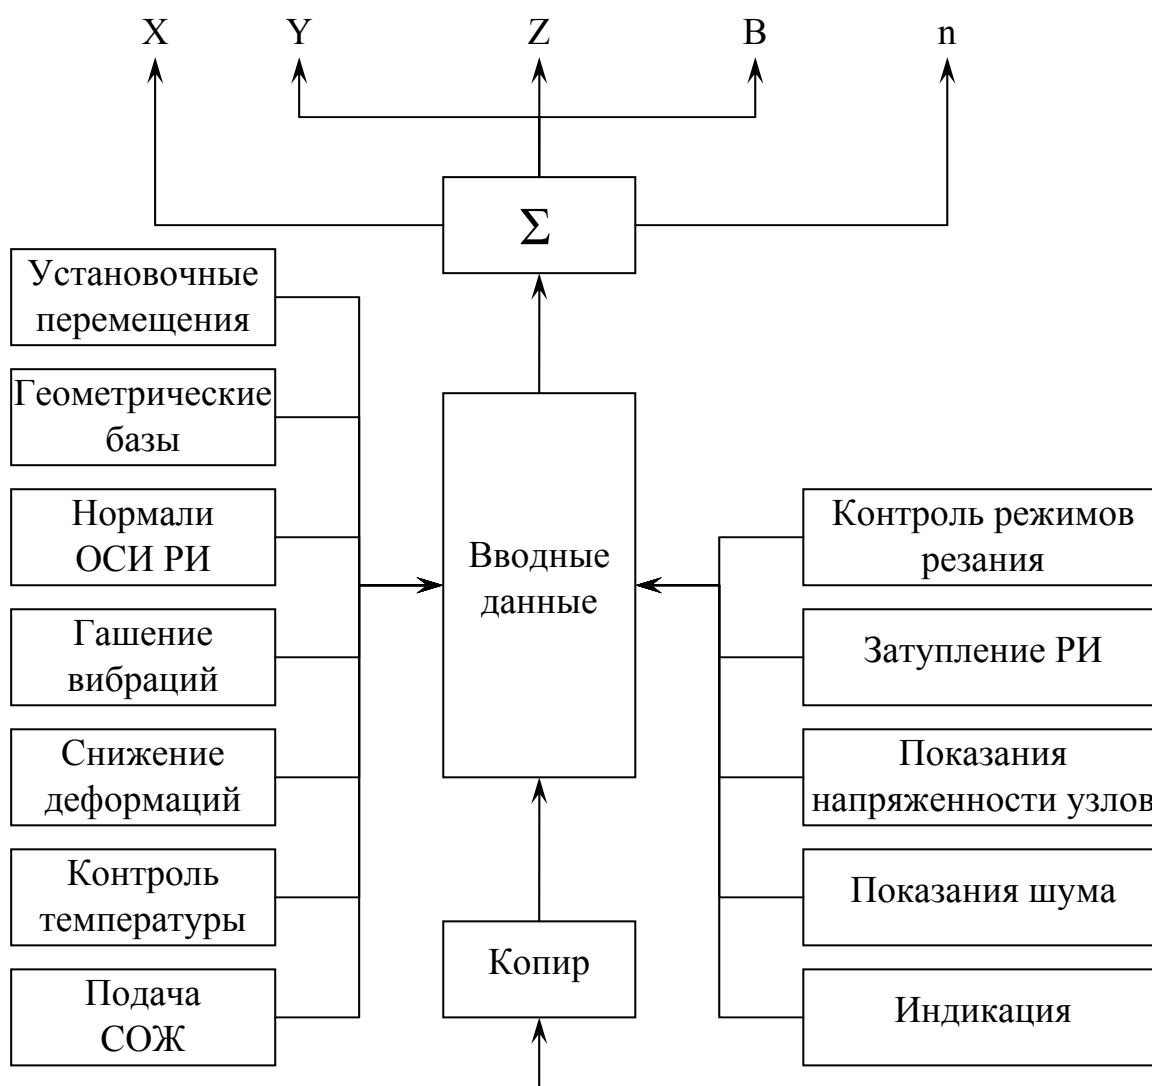 X Y Z B n
Σ
Установочные
перемещения
Геометрические
базы
Нормали
ОСИ РИ
Гашение
вибраций
Снижение
деформаций
Контроль
температуры
Подача
СОЖ
Вводные
данные
Копир
Контроль режимов
резания
Затупление РИ
Показания
напряженности узлов
Показания шума
Индикация